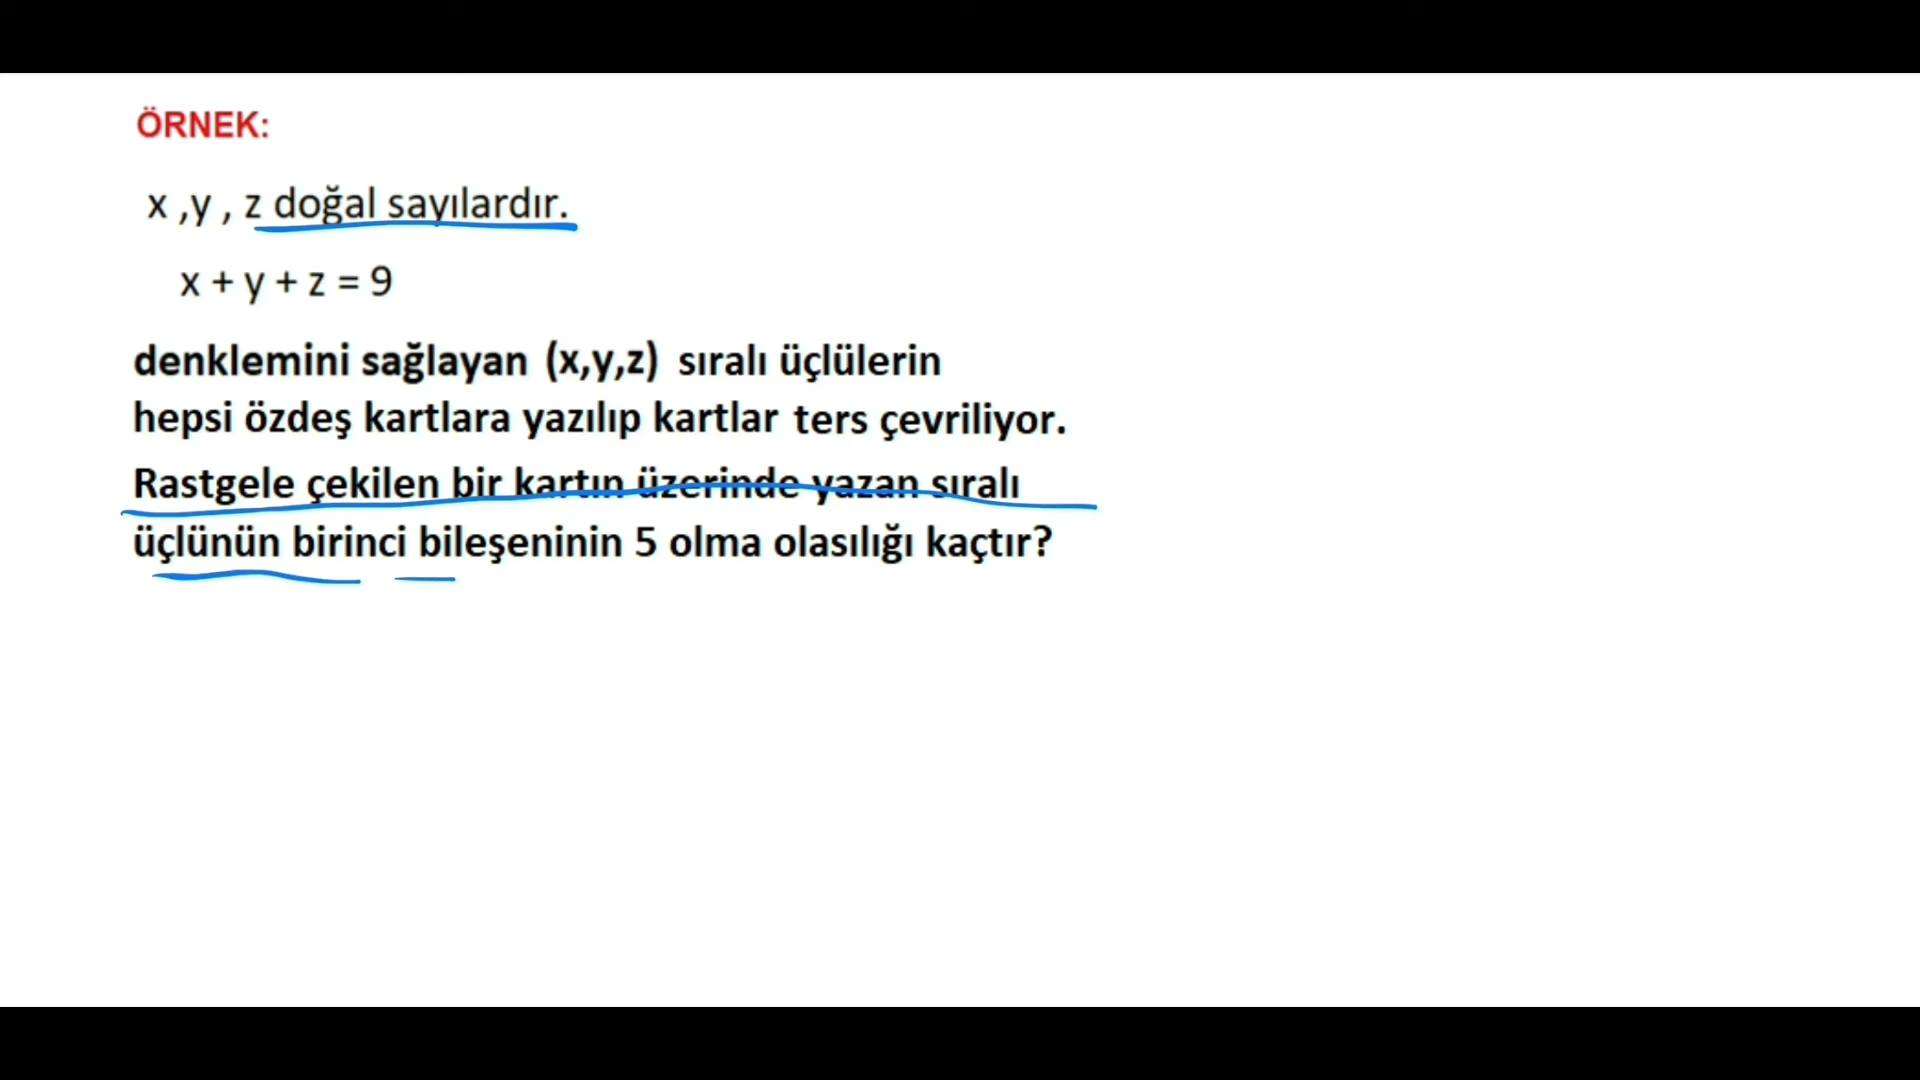 ÖRNEK:
x ,y , z doğal sayılardır.
x + y + z = 9
denklemini sağlayan (x,y,z) sıralı üçlülerin
hepsi özdeş kartlara yazılıp kartlar ters çevriliyor.
Rastgele çekilen bir kartın üzerinde yazan sıralı
üçlünün birinci bileşeninin 5 olma olasılığı kaçtır?